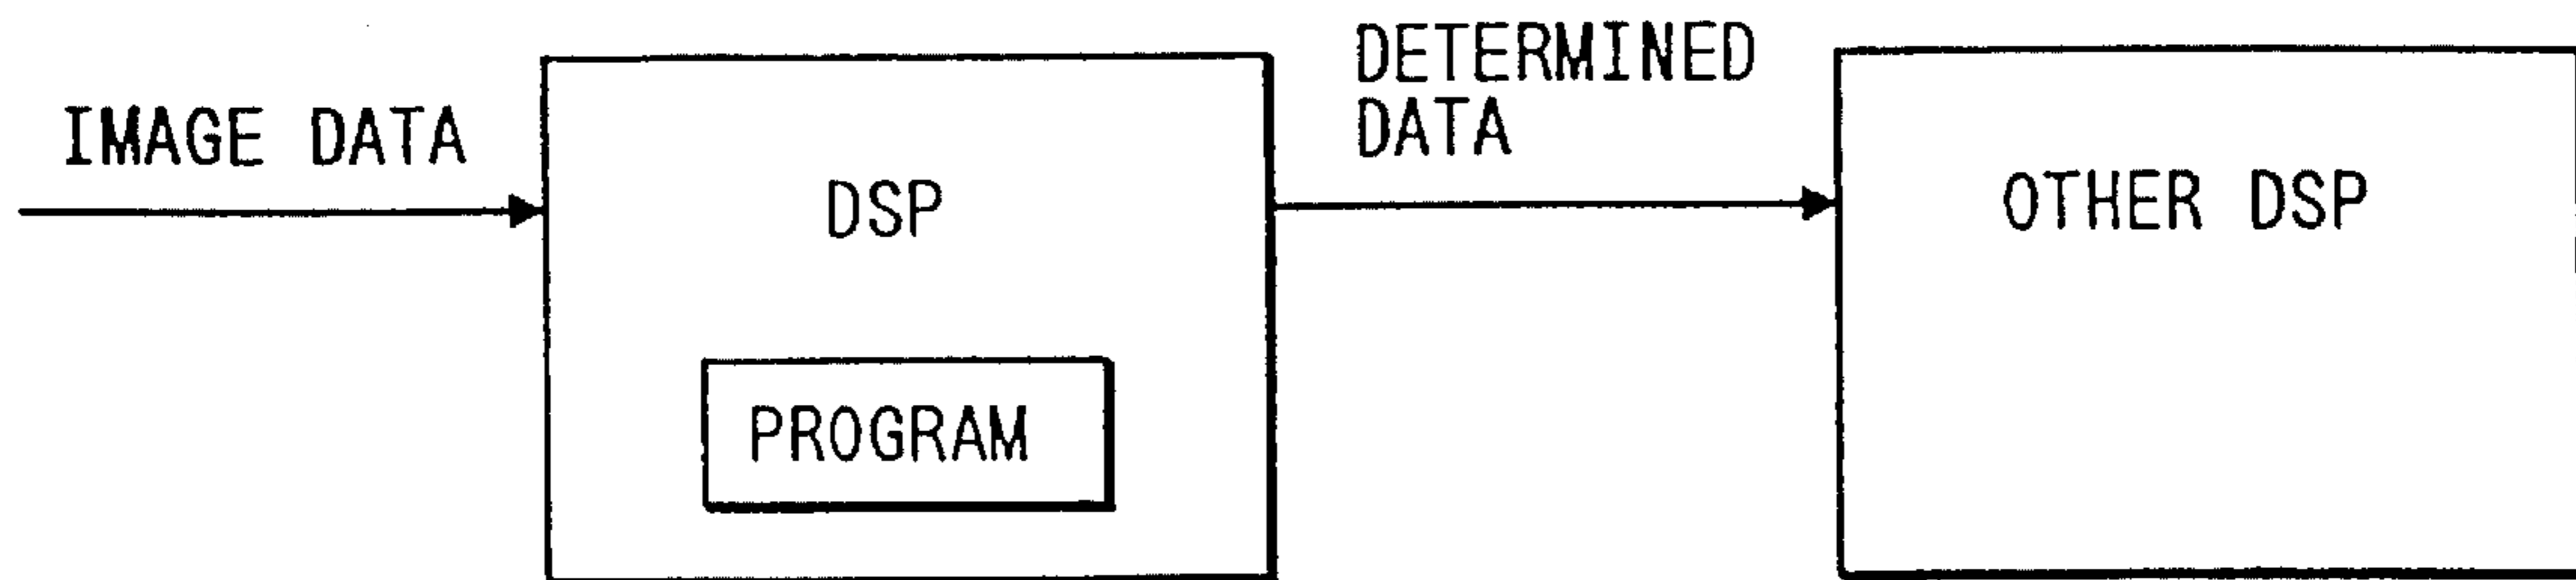 IMAGE DATA
DSP
PROGRAM
DETERMINED
DATA
OTHER DSP